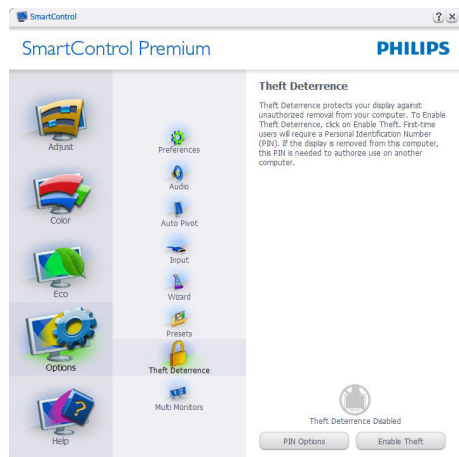 SmartControl
? ×
SmartControl Premium
PHILIPS
Adjust
Color
Eco
Options
Help
Preferences
Audio
Auto Pivot
Input
Wizard
Presets
Theft Deterrence
Multi Monitors
Theft Deterrence
Theft Deterrence protects your display against
unauthorized removal from your computer. To Enable
Theft Deterrence, click on Enable Theft. First-time
users will require a Personal Identification Number
(PIN). If the display is removed from this computer,
this PIN is needed to authorize use on another
computer.
Theft Deterrence Disabled
PIN Options
Enable Theft